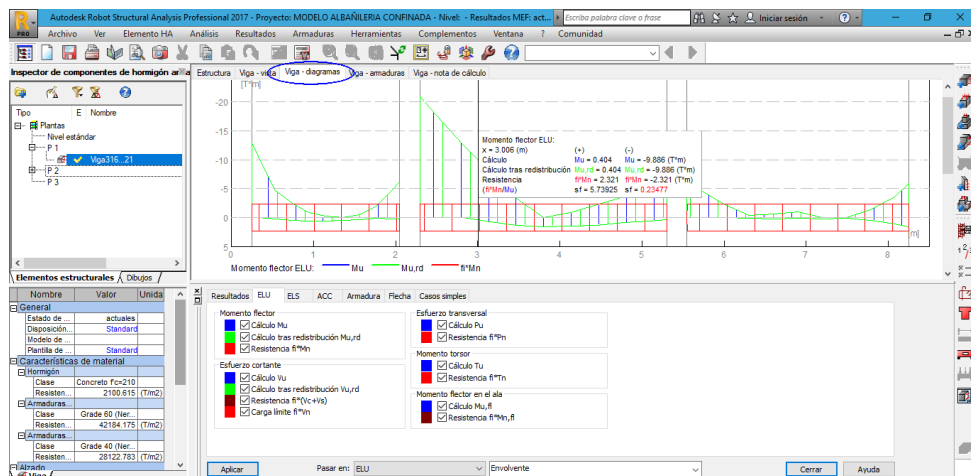 Autodesk Robot Structural Analysis Professional 2017 - Proyecto: MODELO ALBAÑILERIA CONFINADA - Nivel: - Resultados MEF: act...
Escriba palabra clave o frase
Iniciar sesión
PRO
Archivo Ver Elemento HA Análisis Resultados Armaduras Herramientas Complementos Ventana ? Comunidad
Inspector de componentes de hormigón
Estructura Viga - vista Viga - diagramas Viga - armaduras Viga - nota de cálculo
Tipo E Nombre
Plantas
Nivel estándar
P 1
Viga316...21
P 2
P 3
Elementos estructurales Dibujos
[T*m]
-20
-15
-10
-5
0
5
0 1 2 3 4 5 6 7 8
[m]
Momento flector ELU:
x = 3.006 (m) (+) (-)
Cálculo Mu = 0.404 Mu = -9.886 (T*m)
Cálculo tras redistribución Mu,rd = 0.404 Mu,rd = -9.886 (T*m)
Resistencia fi*Mn = 2.321 fi*Mn = -2.321 (T*m)
(fi*Mn/Mu) sf = 5.73925 sf = 0.23477
Momento flector ELU: Mu Mu,rd fi*Mn
Nombre Valor Unida
General
Estado de ... actuales
Disposición... Standard
Modelo de ...
Plantilla de ... Standard
Características de material
Hormigón
Clase Concreto f'c=210
Resisten... 2100.615 (T/m2)
Armaduras...
Clase Grade 60 (Ner...
Resisten... 42184.175 (T/m2)
Armaduras...
Clase Grade 40 (Ner...
Resisten... 28122.783 (T/m2)
Alzado
Viga
Resultados ELU ELS ACC Armadura Flecha Casos simples
Momento flector
Cálculo Mu
Cálculo tras redistribución Mu,rd
Resistencia fi*Mn
Esfuerzo cortante
Cálculo Vu
Cálculo tras redistribución Vu,rd
Resistencia fi*(Vc+Vs)
Carga límite fi*Vn
Esfuerzo transversal
Cálculo Pu
Resistencia fi*Pn
Momento torsor
Cálculo Tu
Resistencia fi*Tn
Momento flector en el ala
Cálculo Mu,fl
Resistencia fi*Mn,fl
Aplicar Pasar en: ELU Envolvente Cerrar Ayuda